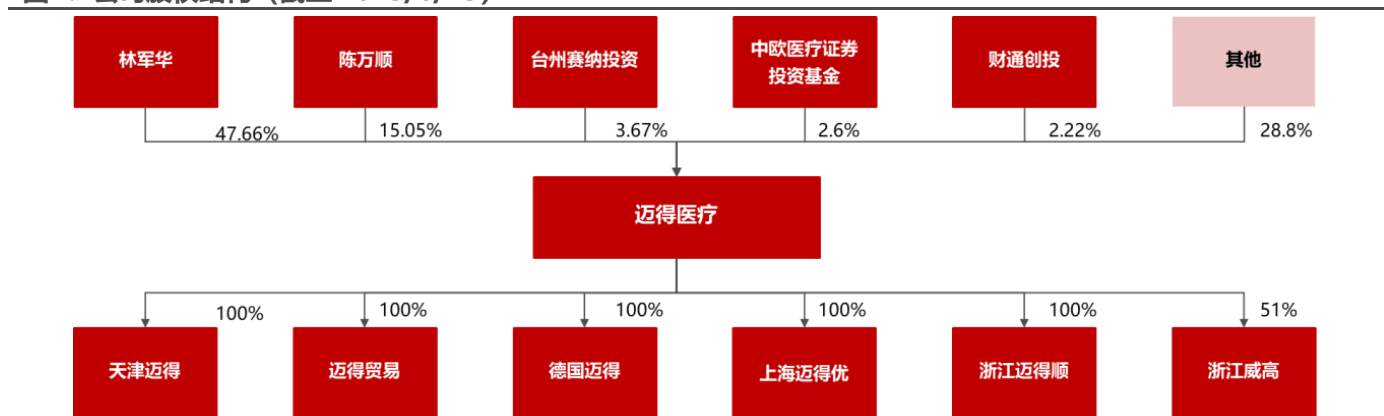 林军华
陈万顺
台州赛纳投资
中欧医疗证券
投资基金
财通创投
其他
47.66%
15.05%
3.67%
2.6%
2.22%
28.8%
迈得医疗
100%
100%
100%
100%
100%
51%
天津迈得
迈得贸易
德国迈得
上海迈得优
浙江迈得顺
浙江威高